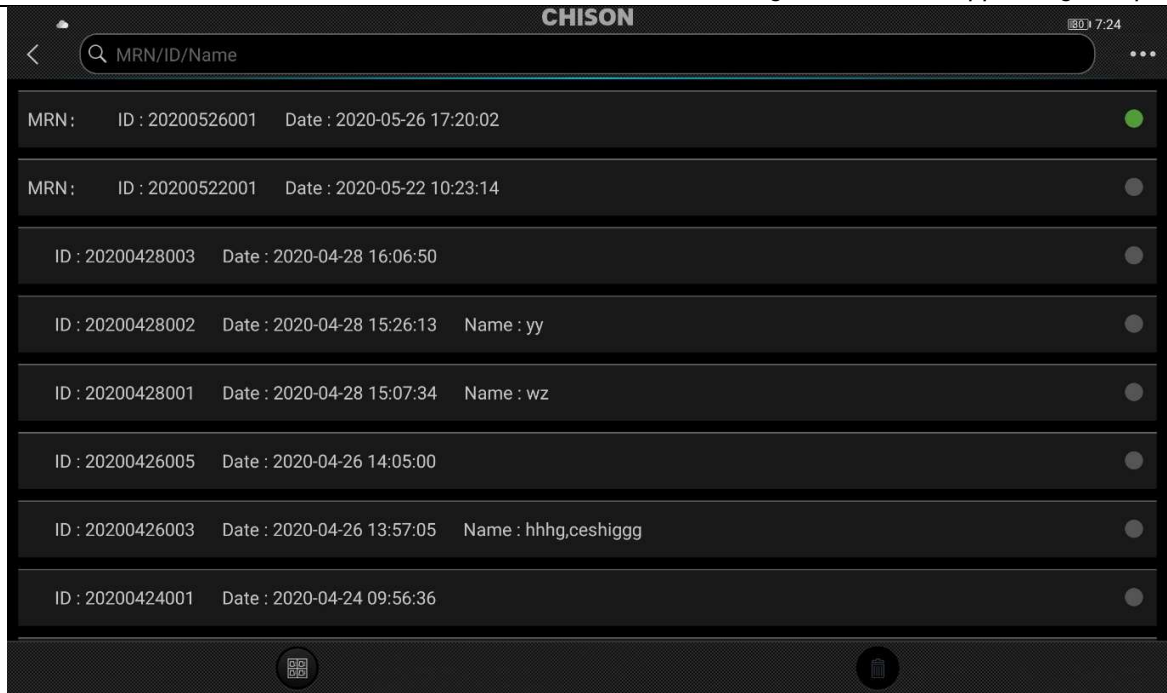 CHISON
80 7:24
MRN/ID/Name
MRN: ID : 20200526001 Date : 2020-05-26 17:20:02
MRN: ID : 20200522001 Date : 2020-05-22 10:23:14
ID : 20200428003 Date : 2020-04-28 16:06:50
ID : 20200428002 Date : 2020-04-28 15:26:13 Name : yy
ID : 20200428001 Date : 2020-04-28 15:07:34 Name : wz
ID : 20200426005 Date : 2020-04-26 14:05:00
ID : 20200426003 Date : 2020-04-26 13:57:05 Name : hhhg,ceshiggg
ID : 20200424001 Date : 2020-04-24 09:56:36